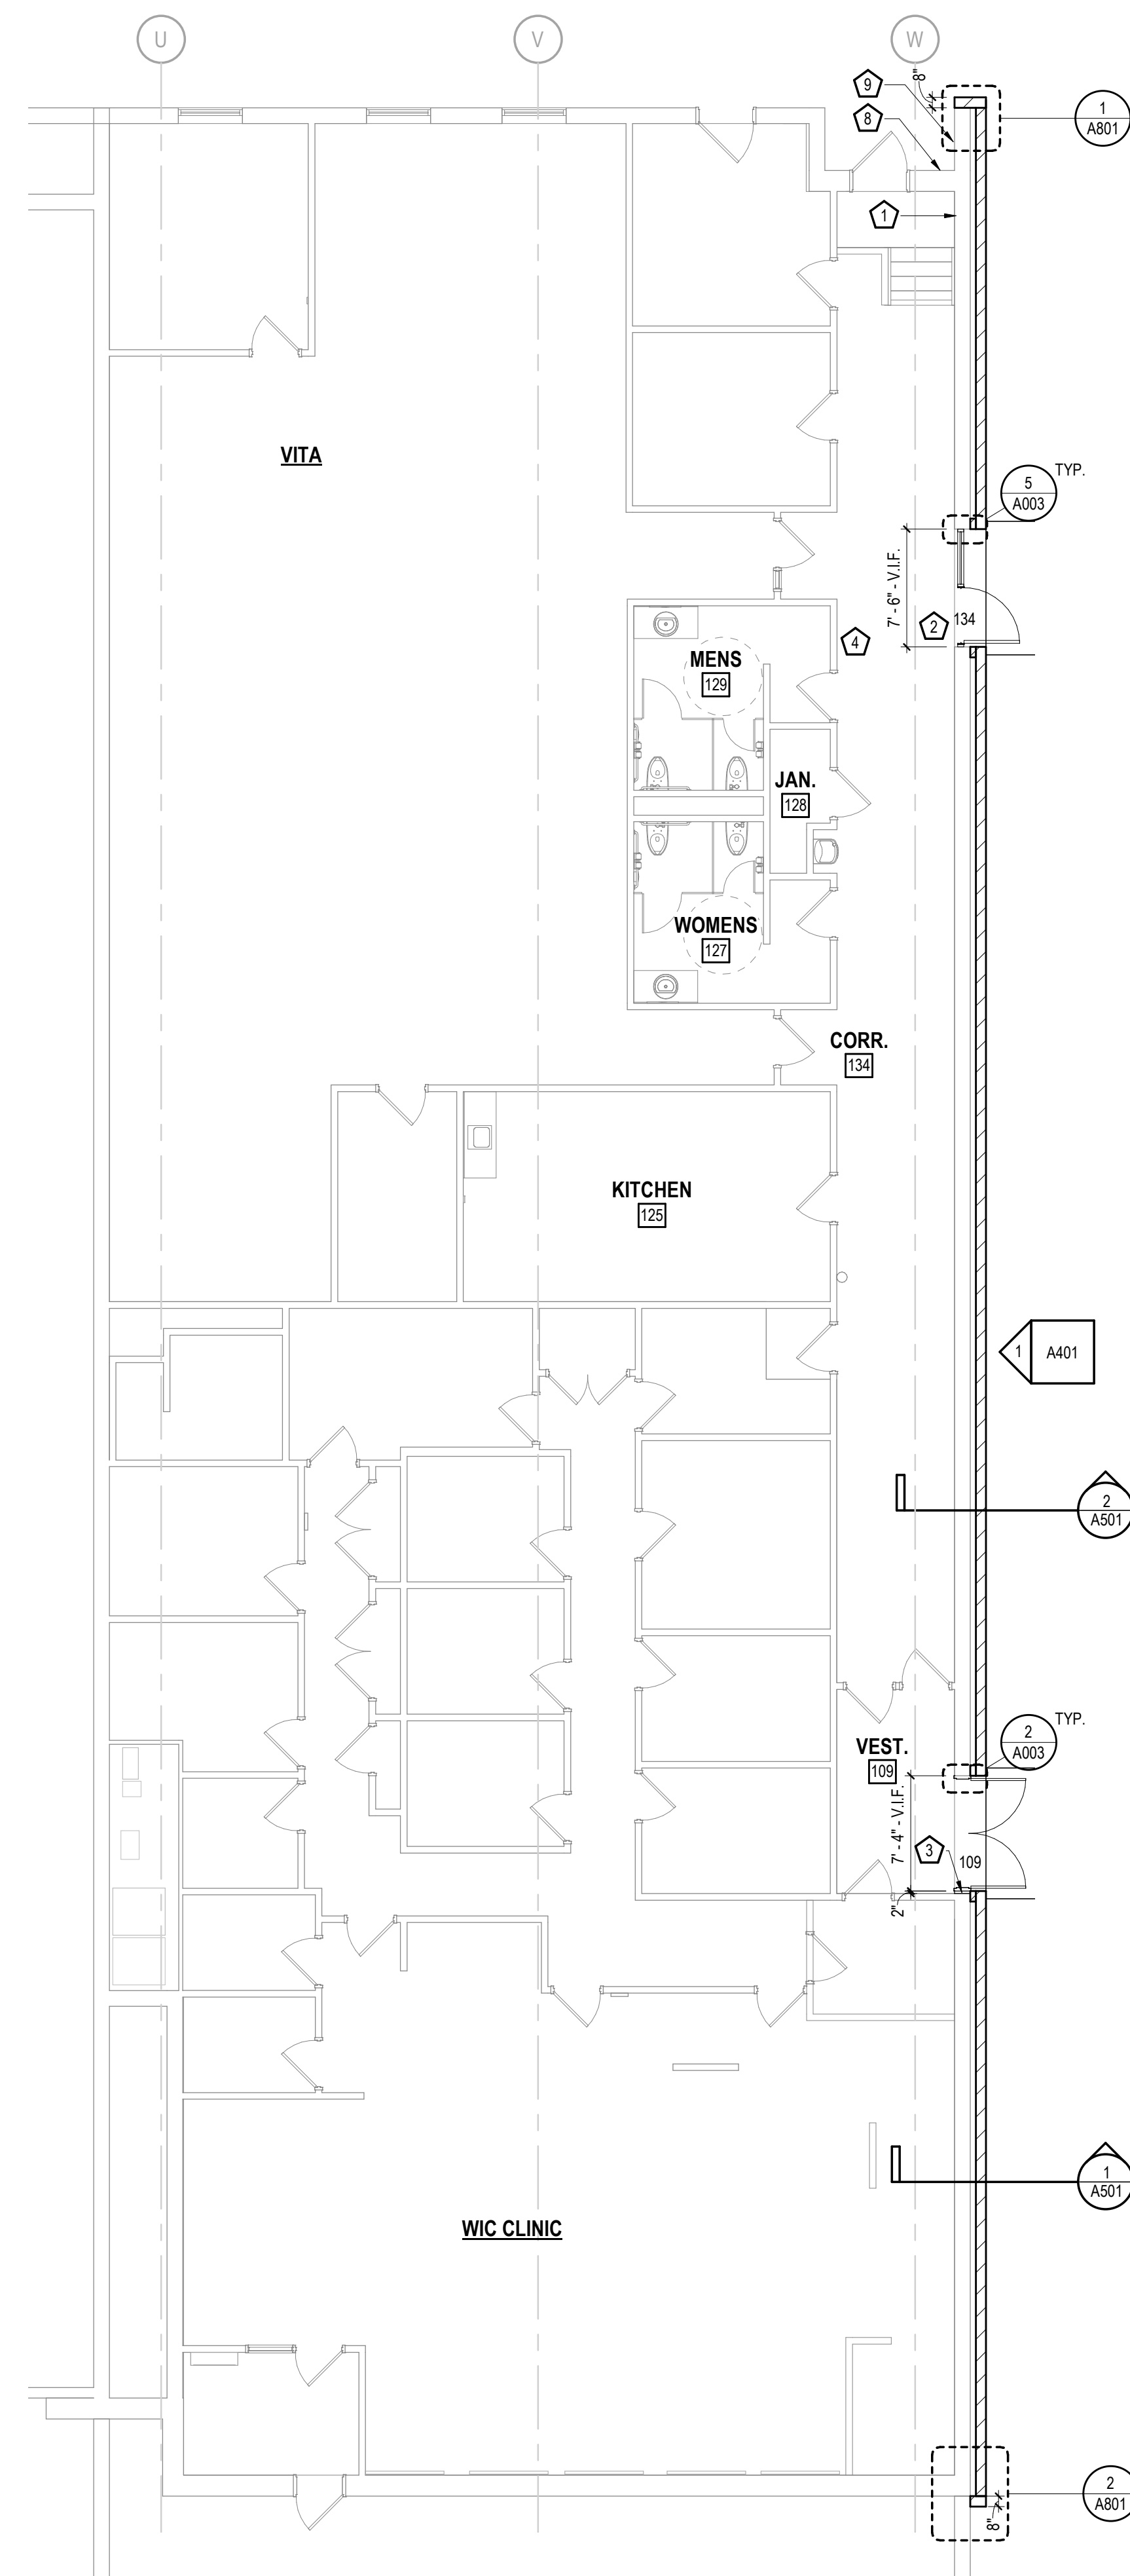 U
V
W
9
8"
8
1
A801
1
VITA
TYP.
5
A003
7' - 6" - V.I.F.
2
134
4
MENS
129
JAN.
128
WOMENS
127
CORR.
134
KITCHEN
125
1
A401
2
A501
TYP.
2
A003
VEST.
109
7' - 4" - V.I.F.
3
109
2"
1
A501
WIC CLINIC
2
A801
8"